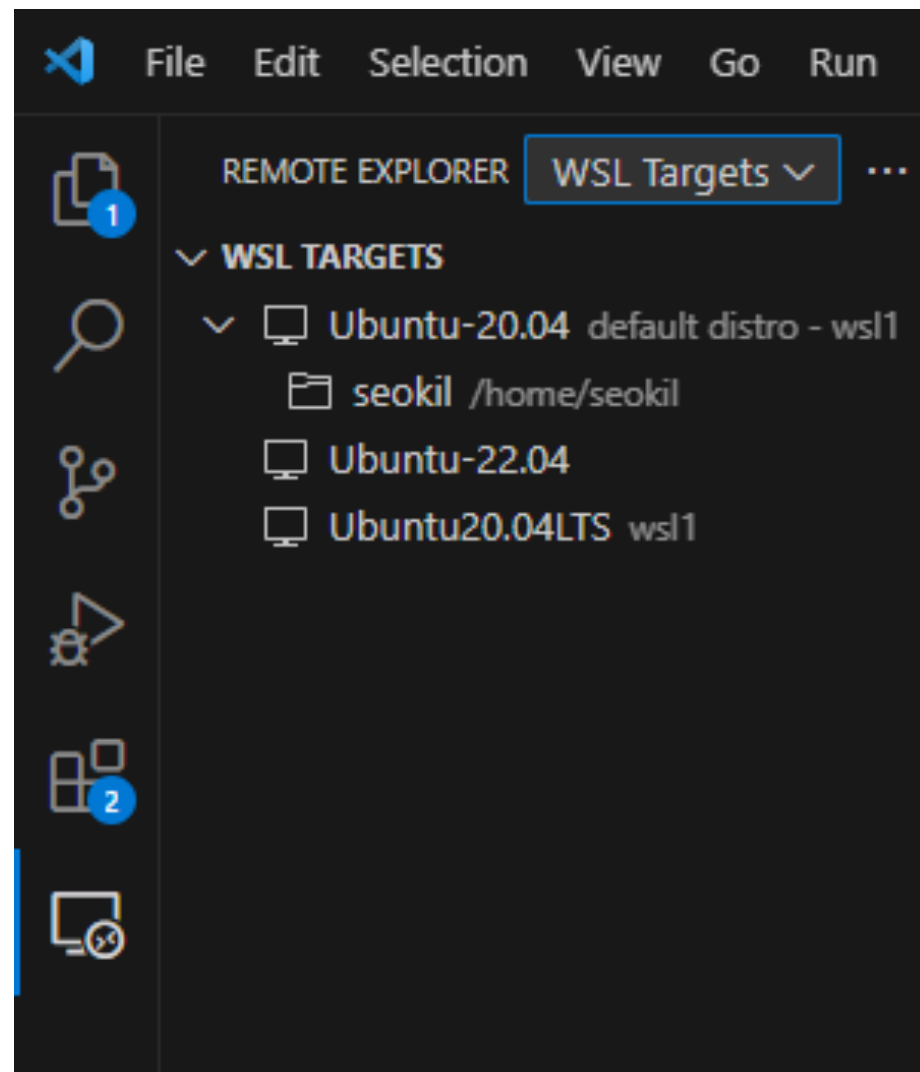 File Edit Selection View Go Run
REMOTE EXPLORER WSL Targets ...
1
WSL TARGETS
Ubuntu-20.04 default distro - wsl1
seokil /home/seokil
Ubuntu-22.04
Ubuntu20.04LTS wsl1
2